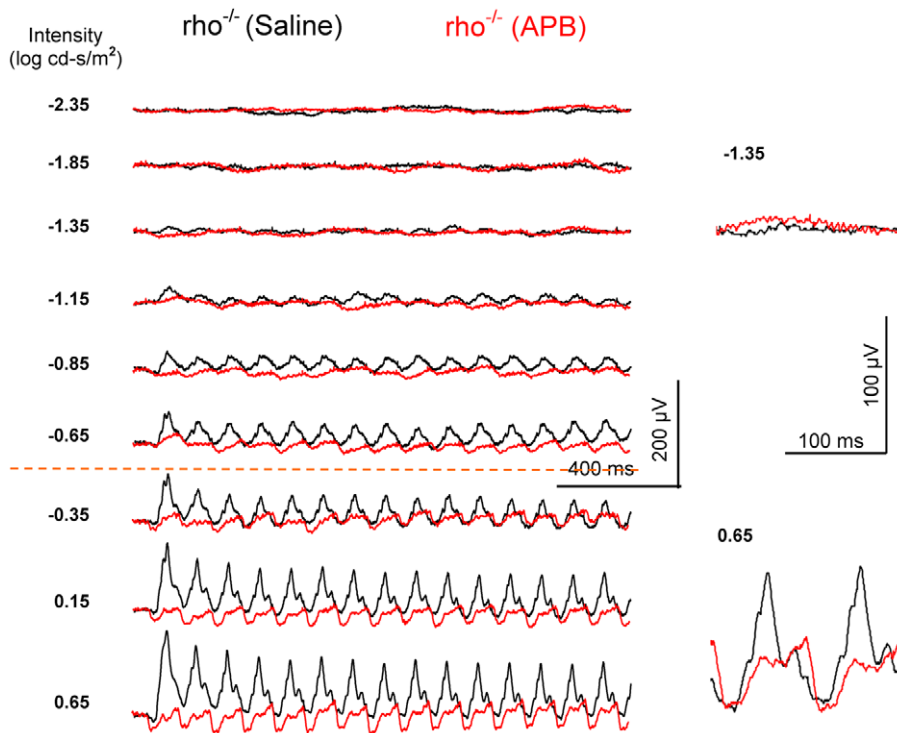 rho-/- (Saline)
rho-/- (APB)
Intensity
(log cd-s/m²)
-2.35
-1.85
-1.35
-1.15
-0.85
-0.65
-0.35
0.15
0.65
400 ms
200 µV
-1.35
100 µV
100 ms
0.65